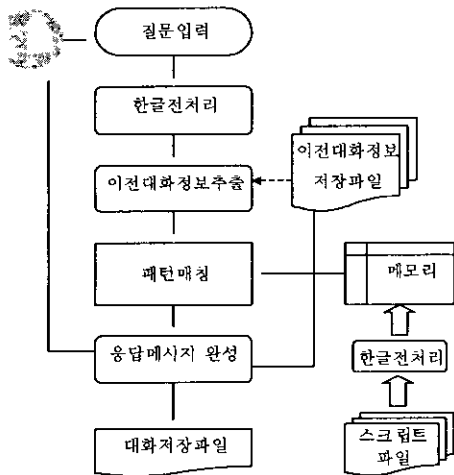 질문입력
한글전처리
이전대화정보추출
이전대화정보
저장파일
패턴매칭
메모리
응답메시지 완성
한글전처리
대화저장파일
스크립트
파일